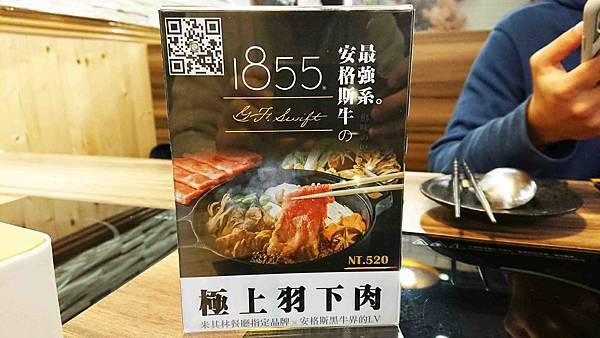 1855®
G.F. Swift
最強系。
安格斯牛の
NT.520
極上羽下肉
米其林餐廳指定品牌，安格斯黑牛界的LV